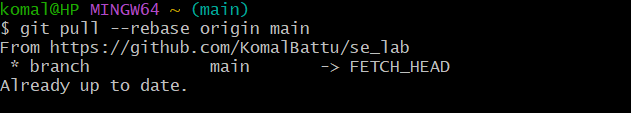 komal@HP MINGW64 ~ (main)
$ git pull --rebase origin main
From https://github.com/KomalBattu/se_lab
 * branch            main       -> FETCH_HEAD
Already up to date.